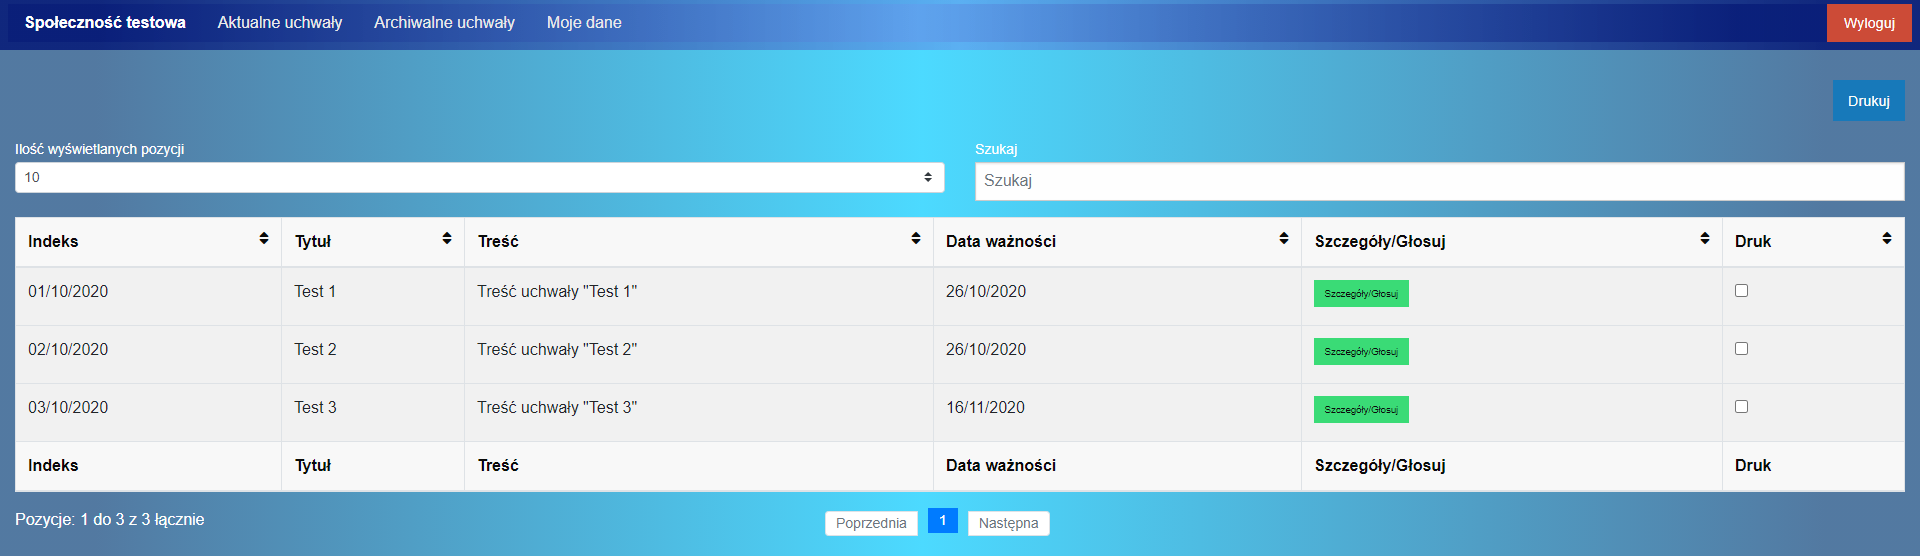 Społeczność testowa Aktualne uchwały Archiwalne uchwały Moje dane Wyloguj
Drukuj
Ilość wyświetlanych pozycji Szukaj
10 Szukaj
Indeks Tytuł Treść Data ważności Szczegóły/Głosuj Druk
01/10/2020 Test 1 Treść uchwały "Test 1" 26/10/2020 Szczegóły/Głosuj
02/10/2020 Test 2 Treść uchwały "Test 2" 26/10/2020 Szczegóły/Głosuj
03/10/2020 Test 3 Treść uchwały "Test 3" 16/11/2020 Szczegóły/Głosuj
Indeks Tytuł Treść Data ważności Szczegóły/Głosuj Druk
Pozycje: 1 do 3 z 3 łącznie Poprzednia 1 Następna